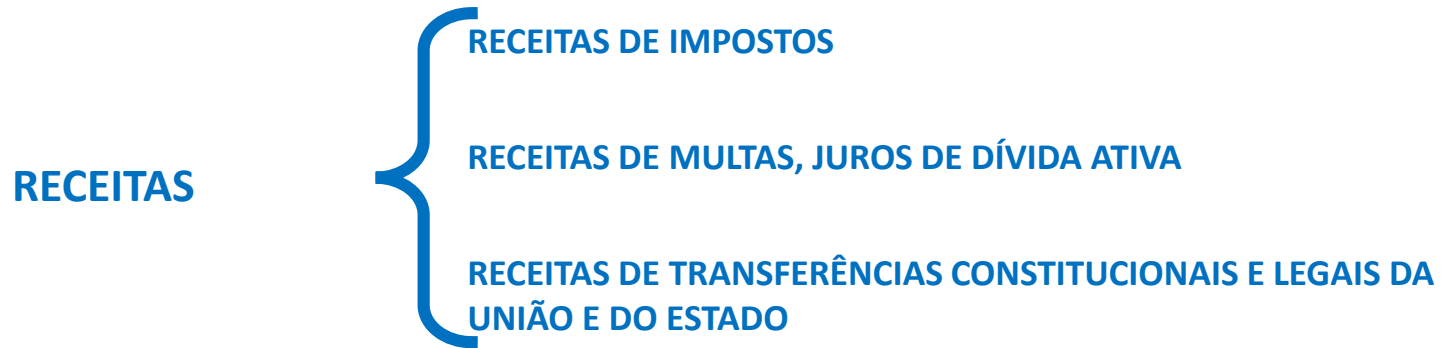 RECEITAS
RECEITAS DE IMPOSTOS
RECEITAS DE MULTAS, JUROS DE DÍVIDA ATIVA
RECEITAS DE TRANSFERÊNCIAS CONSTITUCIONAIS E LEGAIS DA
UNIÃO E DO ESTADO